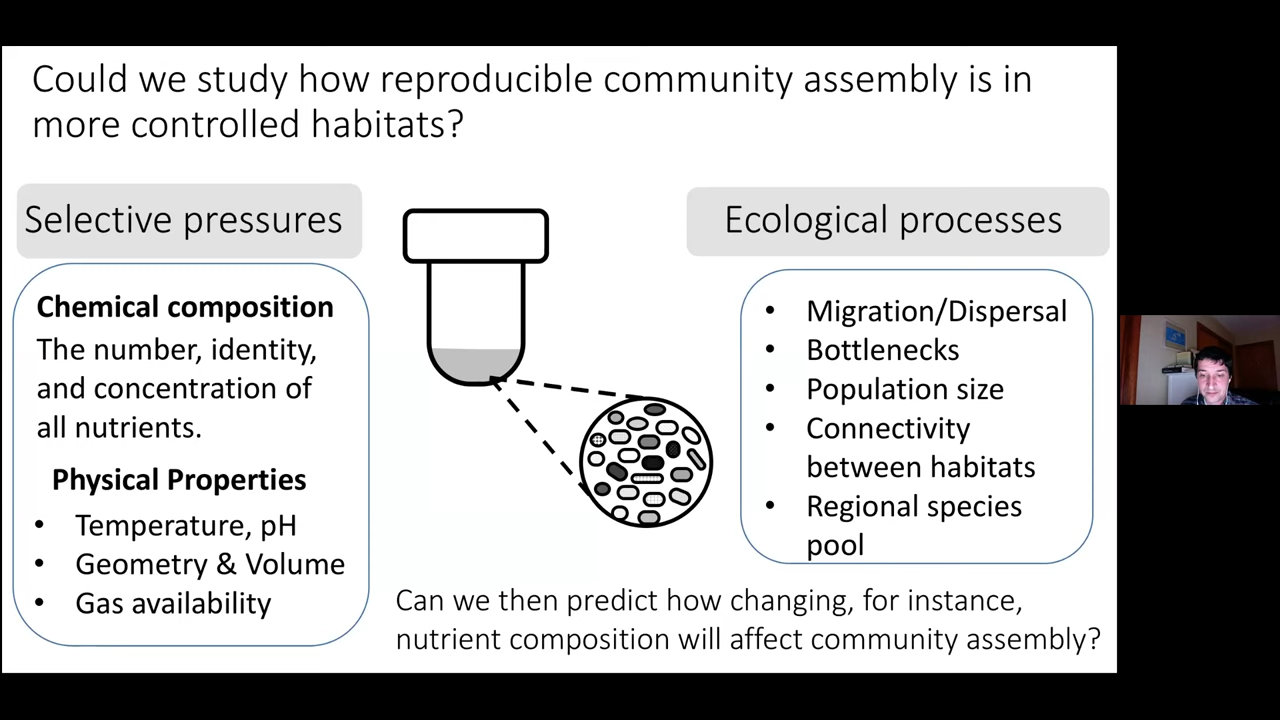 Could we study how reproducible community assembly is in
more controlled habitats?
Selective pressures
Chemical composition
The number, identity,
and concentration of
all nutrients.
Physical Properties
• Temperature, pH
• Geometry & Volume
• Gas availability
Ecological processes
• Migration/Dispersal
• Bottlenecks
• Population size
• Connectivity
between habitats
• Regional species
pool
Can we then predict how changing, for instance,
nutrient composition will affect community assembly?